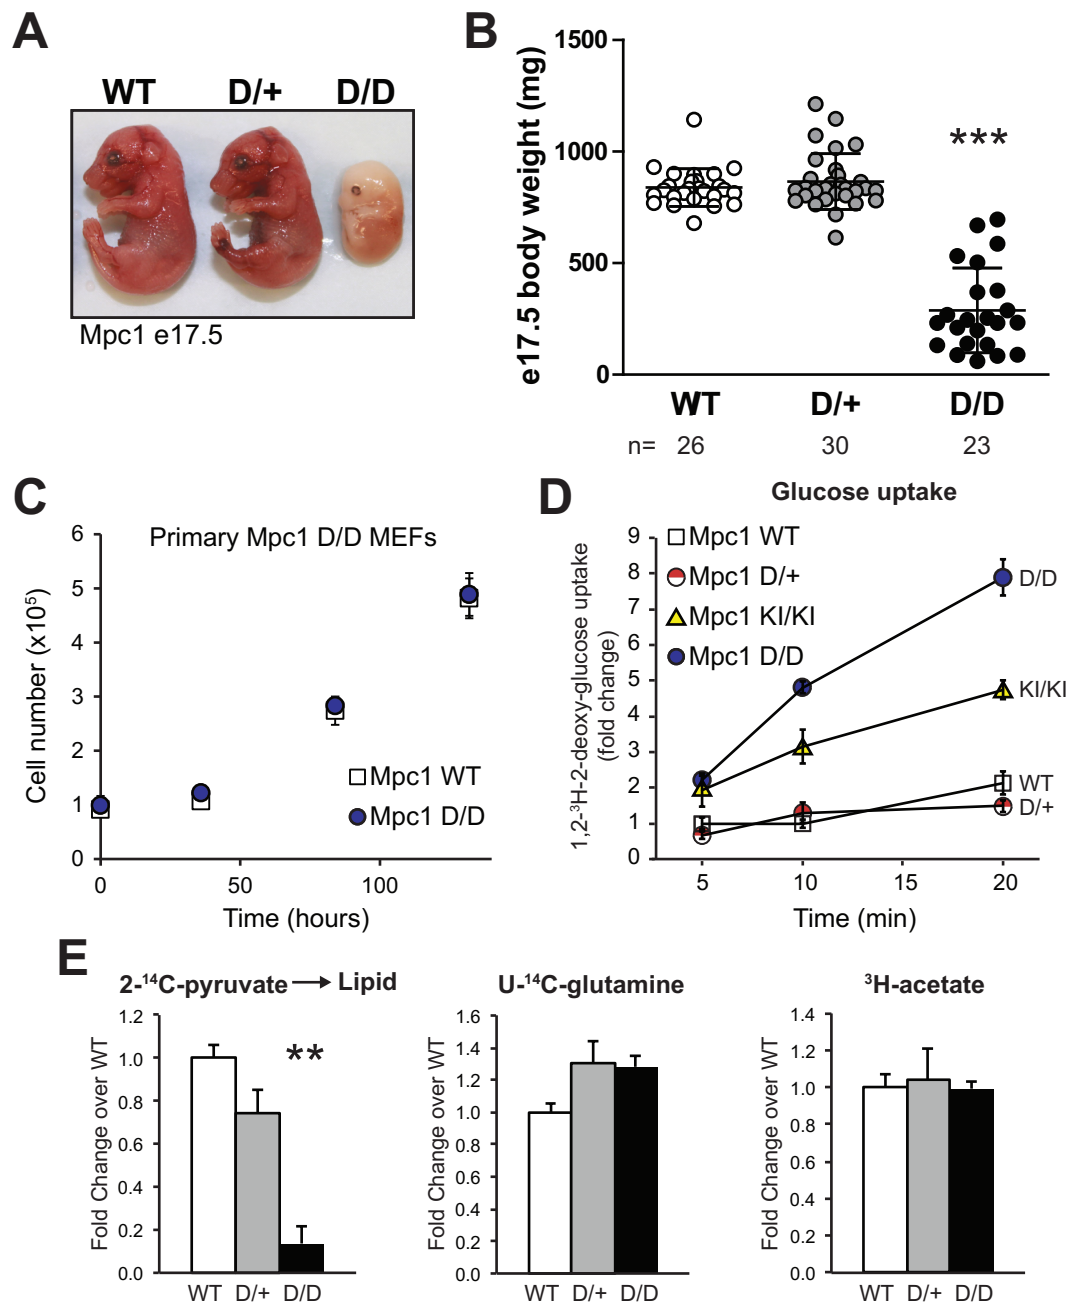 A
WT D/+ D/D
Mpc1 e17.5
B
e17.5 body weight (mg)
1500
1000
500
0
***
WT D/+ D/D
n= 26 30 23
C
Primary Mpc1 D/D MEFs
Cell number (x10⁵)
6
5
4
3
2
1
0
Mpc1 WT
Mpc1 D/D
0 50 100
Time (hours)
D
Glucose uptake
1,2-³H-2-deoxy-glucose uptake
(fold change)
9
8
7
6
5
4
3
2
1
0
Mpc1 WT
Mpc1 D/+
Mpc1 KI/KI
Mpc1 D/D
D/D
KI/KI
WT
D/+
5 10 15 20
Time (min)
E
2-¹⁴C-pyruvate → Lipid
Fold Change over WT
1.2
1.0
0.8
0.6
0.4
0.2
0.0
**
WT D/+ D/D
U-¹⁴C-glutamine
Fold Change over WT
1.6
1.4
1.2
1.0
0.8
0.6
0.4
0.2
0.0
WT D/+ D/D
³H-acetate
Fold Change over WT
1.4
1.2
1.0
0.8
0.6
0.4
0.2
0.0
WT D/+ D/D